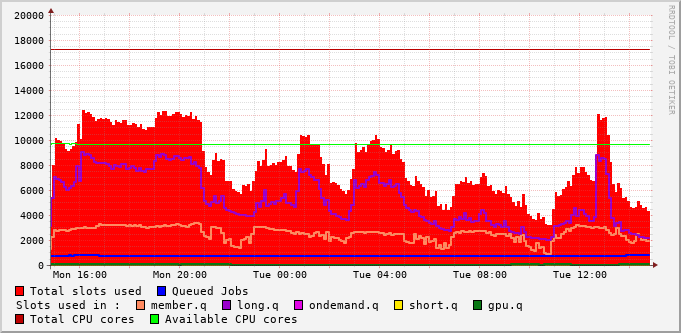 20000
18000
16000
14000
12000
10000
8000
6000
4000
2000
0
Mon 16:00 Mon 20:00 Tue 00:00 Tue 04:00 Tue 08:00 Tue 12:00
Total slots used Queued Jobs
Slots used in : member.q long.q ondemand.q short.q gpu.q
Total CPU cores Available CPU cores
RRDTOOL / TOBI OETIKER